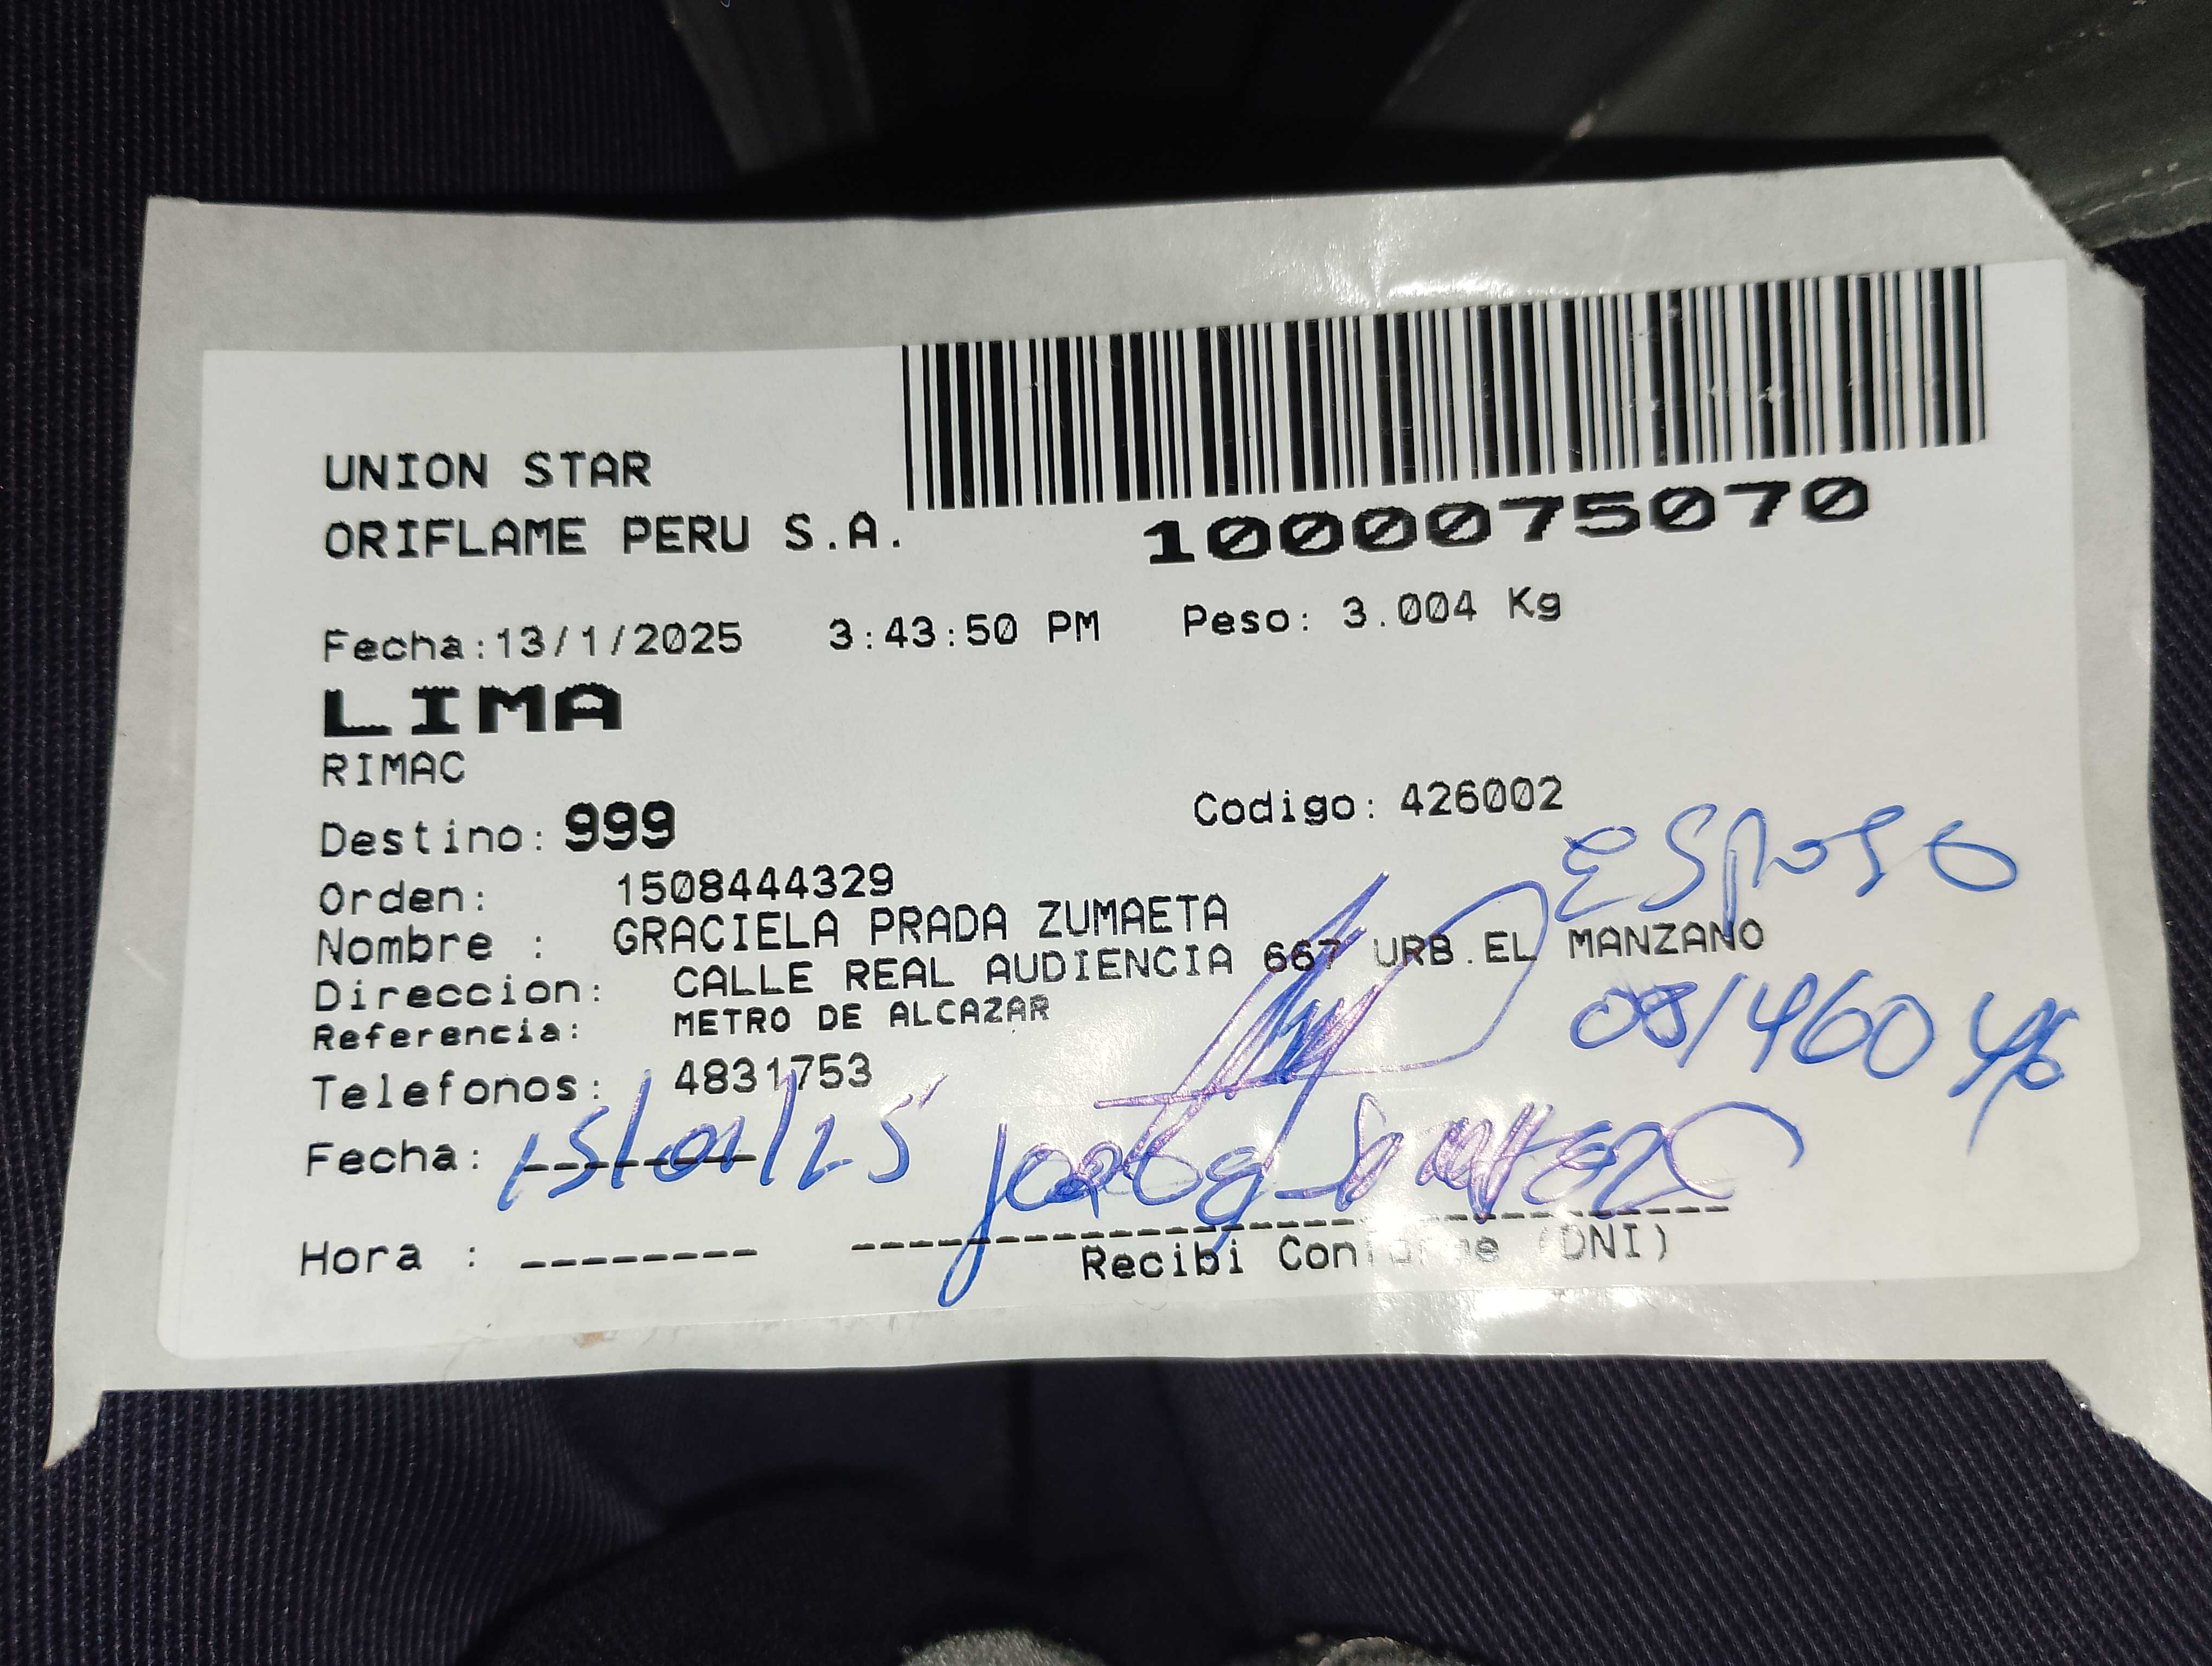 UNION STAR
ORIFLAME PERU S.A.
1000075070
Fecha:13/1/2025 3:43:50 PM Peso: 3.004 Kg
LIMA
RIMAC
Codigo: 426002
Destino: 999
ESPOSO
Orden: 1508444329
Nombre : GRACIELA PRADA ZUMAETA
Direccion: CALLE REAL AUDIENCIA 667 URB.EL MANZANO
Referencia: METRO DE ALCAZAR
Telefonos: 4831753
Fecha: 15/01/25
Hora : --------
Recibi Conforme (DNI)